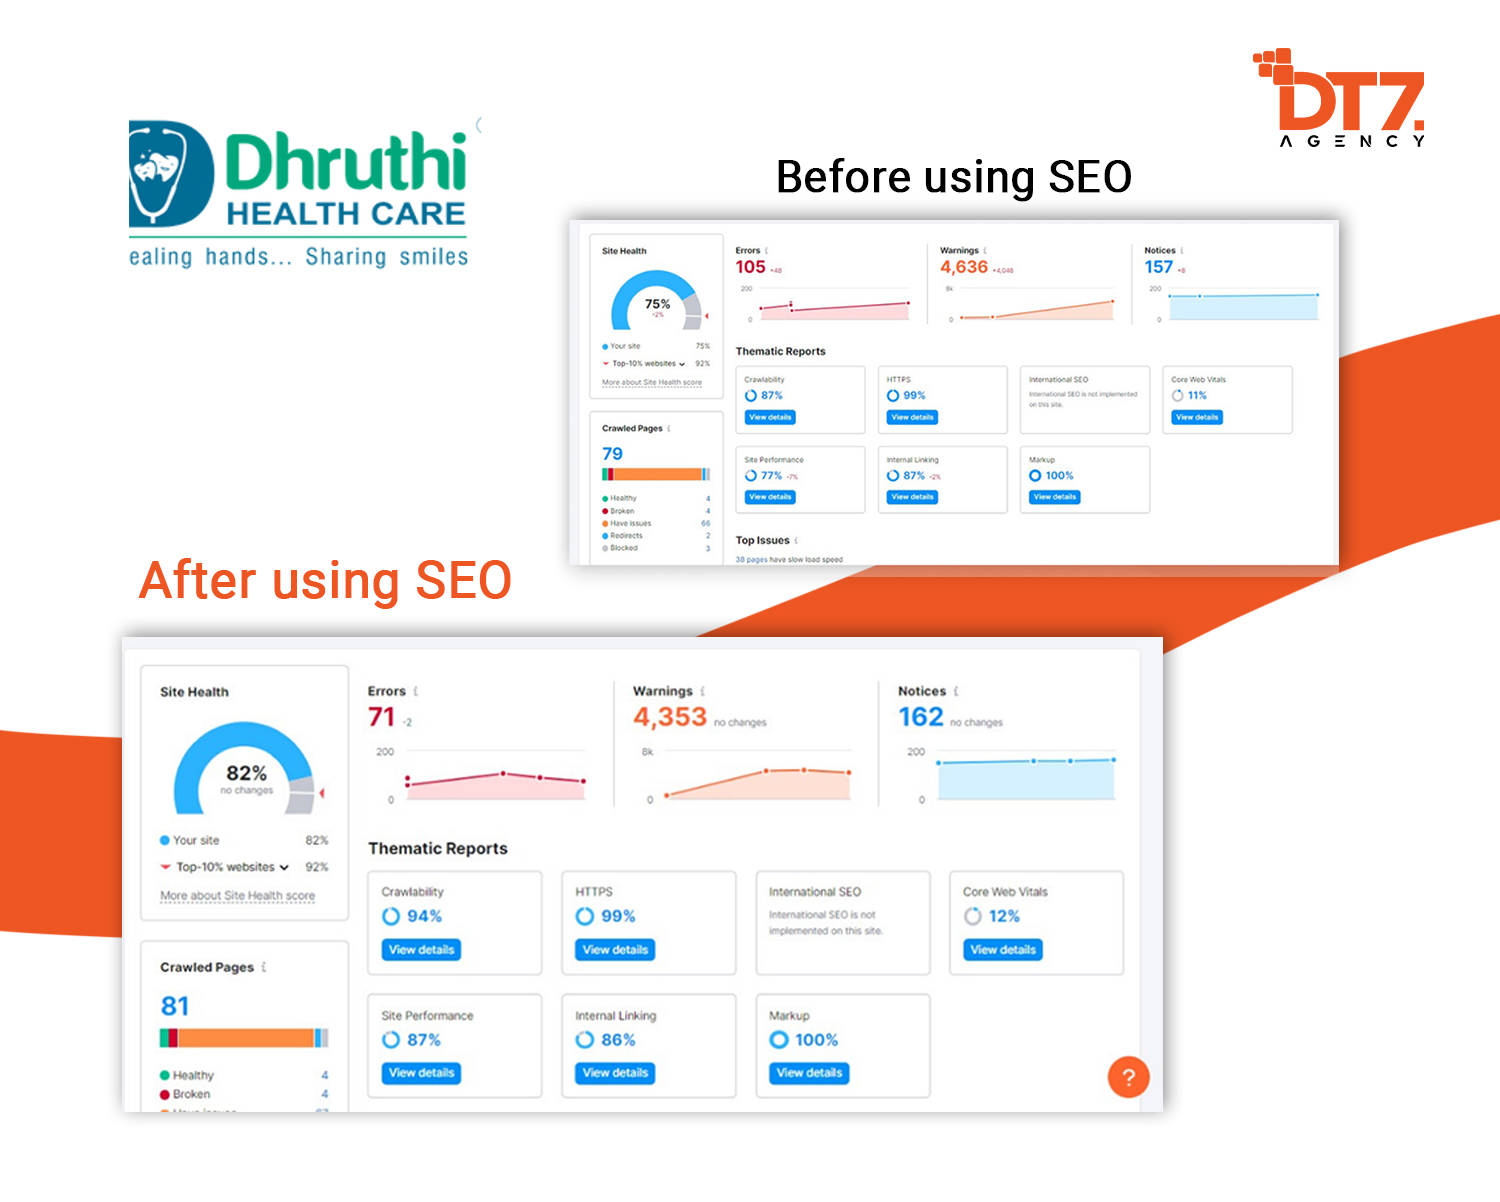 DT7.
AGENCY
Dhruthi
HEALTH CARE
ealing hands... Sharing smiles
Before using SEO
Site Health
75%
-2%
Your site 75%
Top-10% websites 92%
More about Site Health score
Errors i
105 +48
200
0
Warnings i
4,636 +4,046
8k
0
Notices i
157 +8
200
0
Thematic Reports
Crawlability
87%
View details
HTTPS
99%
View details
International SEO
International SEO is not implemented
on this site.
Core Web Vitals
11%
View details
Site Performance
77% -7%
View details
Internal Linking
87% -2%
View details
Markup
100%
View details
Crawled Pages i
79
Healthy 4
Broken 4
Have issues 66
Redirects 2
Blocked 3
Top Issues i
38 pages have slow load speed
After using SEO
Site Health
82%
no changes
Your site 82%
Top-10% websites 92%
More about Site Health score
Errors i
71 -2
200
0
Warnings i
4,353 no changes
8k
0
Notices i
162 no changes
200
0
Thematic Reports
Crawlability
94%
View details
HTTPS
99%
View details
International SEO
International SEO is not
implemented on this site.
Core Web Vitals
12%
View details
Site Performance
87%
View details
Internal Linking
86%
View details
Markup
100%
View details
Crawled Pages i
81
Healthy 4
Broken 4
?